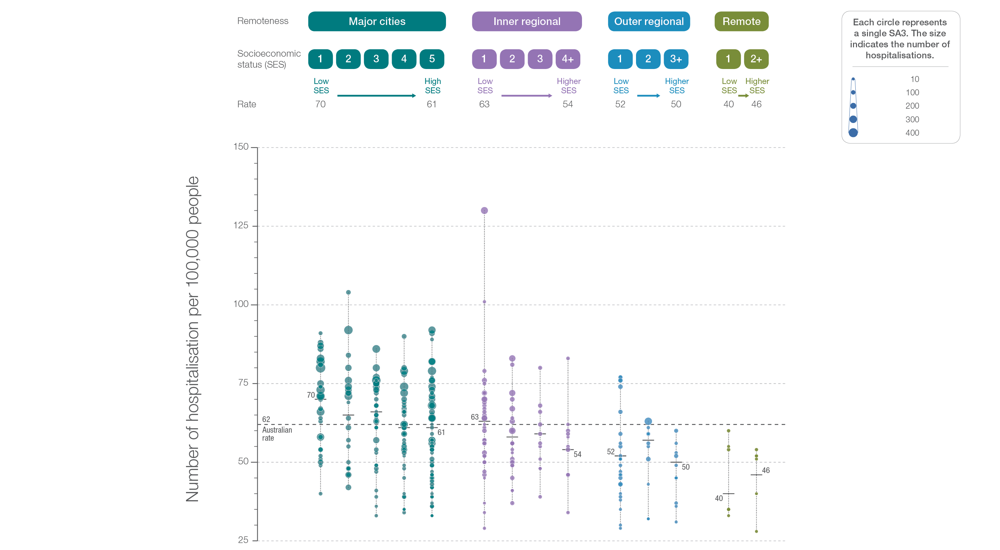 Remoteness
Major cities
Inner regional
Outer regional
Remote
Socioeconomic
status (SES)
1 2 3 4 5
1 2 3 4+
1 2 3+
1 2+
Low
SES
High
SES
Low
SES
Higher
SES
Low
SES
Higher
SES
Low
SES
Higher
SES
Rate
70 61 63 54 52 50 40 46
Each circle represents
a single SA3. The size
indicates the number of
hospitalisations.
10
100
200
300
400
Number of hospitalisation per 100,000 people
150
125
100
75
50
25
62
Australian
rate
70
61
63
54
52
50
40
46